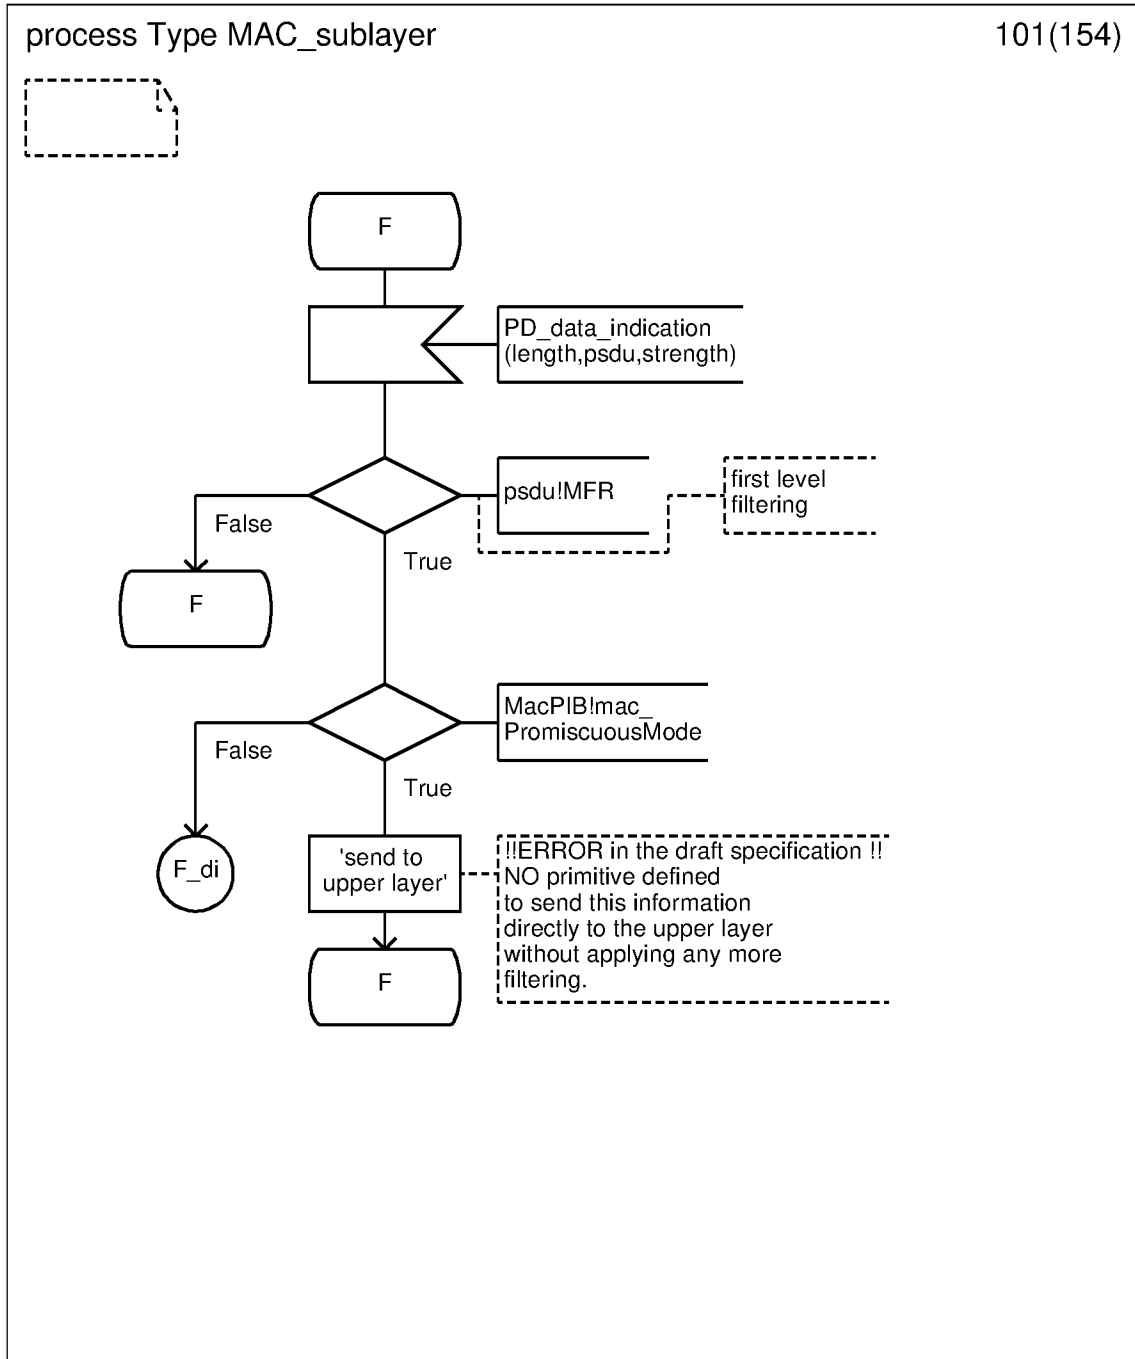 process Type MAC_sublayer
101(154)
F
PD_data_indication
(length,psdu,strength)
psdu!MFR
first level
filtering
False
True
F
MacPIB!mac_
PromiscuousMode
False
True
F_di
'send to
upper layer'
!!ERROR in the draft specification !!
NO primitive defined
to send this information
directly to the upper layer
without applying any more
filtering.
F